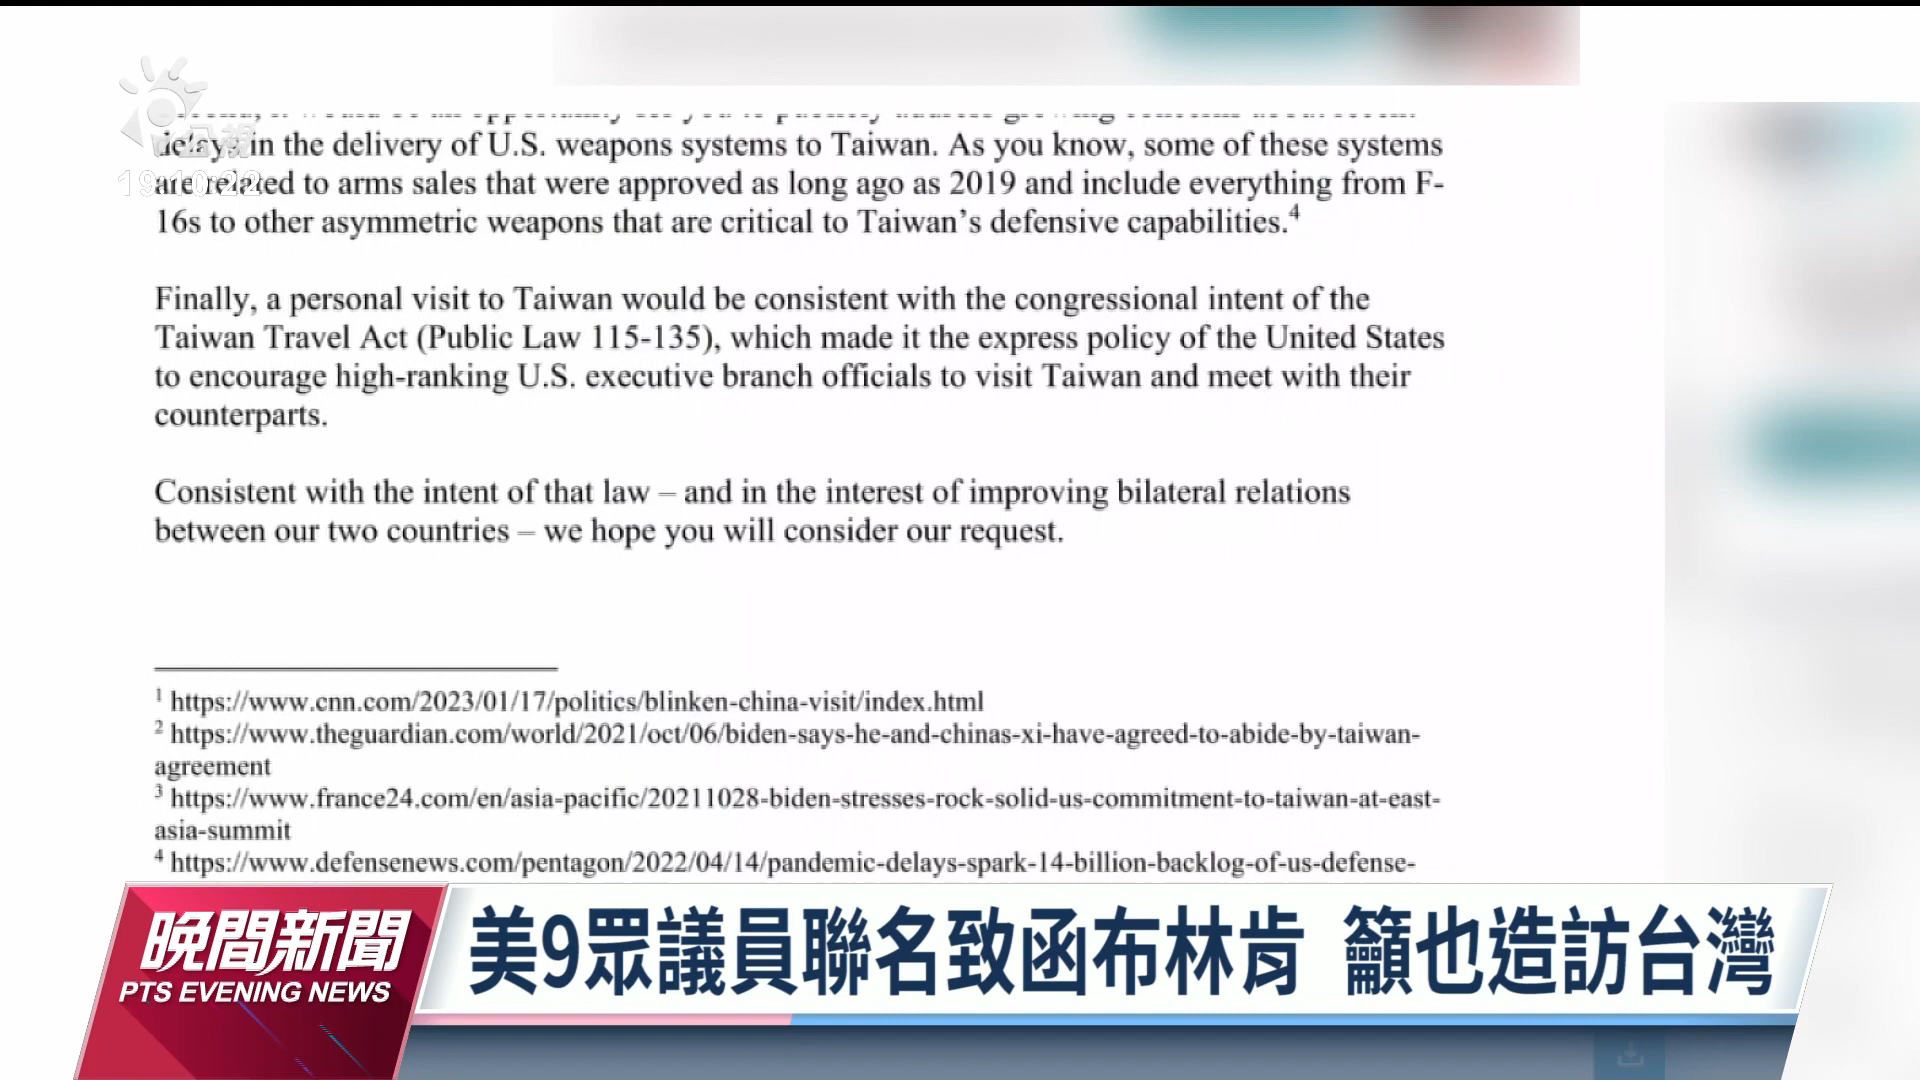 公視
19:10:22
delays in the delivery of U.S. weapons systems to Taiwan. As you know, some of these systems
are related to arms sales that were approved as long ago as 2019 and include everything from F-
16s to other asymmetric weapons that are critical to Taiwan’s defensive capabilities.4
Finally, a personal visit to Taiwan would be consistent with the congressional intent of the
Taiwan Travel Act (Public Law 115-135), which made it the express policy of the United States
to encourage high-ranking U.S. executive branch officials to visit Taiwan and meet with their
counterparts.
Consistent with the intent of that law – and in the interest of improving bilateral relations
between our two countries – we hope you will consider our request.
1 https://www.cnn.com/2023/01/17/politics/blinken-china-visit/index.html
2 https://www.theguardian.com/world/2021/oct/06/biden-says-he-and-chinas-xi-have-agreed-to-abide-by-taiwan-
agreement
3 https://www.france24.com/en/asia-pacific/20211028-biden-stresses-rock-solid-us-commitment-to-taiwan-at-east-
asia-summit
4 https://www.defensenews.com/pentagon/2022/04/14/pandemic-delays-spark-14-billion-backlog-of-us-defense-
晚間新聞
PTS EVENING NEWS
美9眾議員聯名致函布林肯 籲也造訪台灣